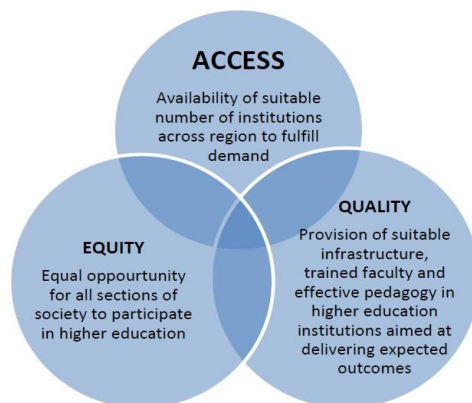 ACCESS
Availability of suitable
number of institutions
across region to fulfill
demand
EQUITY
Equal oppourtunity
for all sections of
society to participate
in higher education
QUALITY
Provision of suitable
infrastructure,
trained faculty and
effective pedagogy in
higher education
institutions aimed at
delivering expected
outcomes